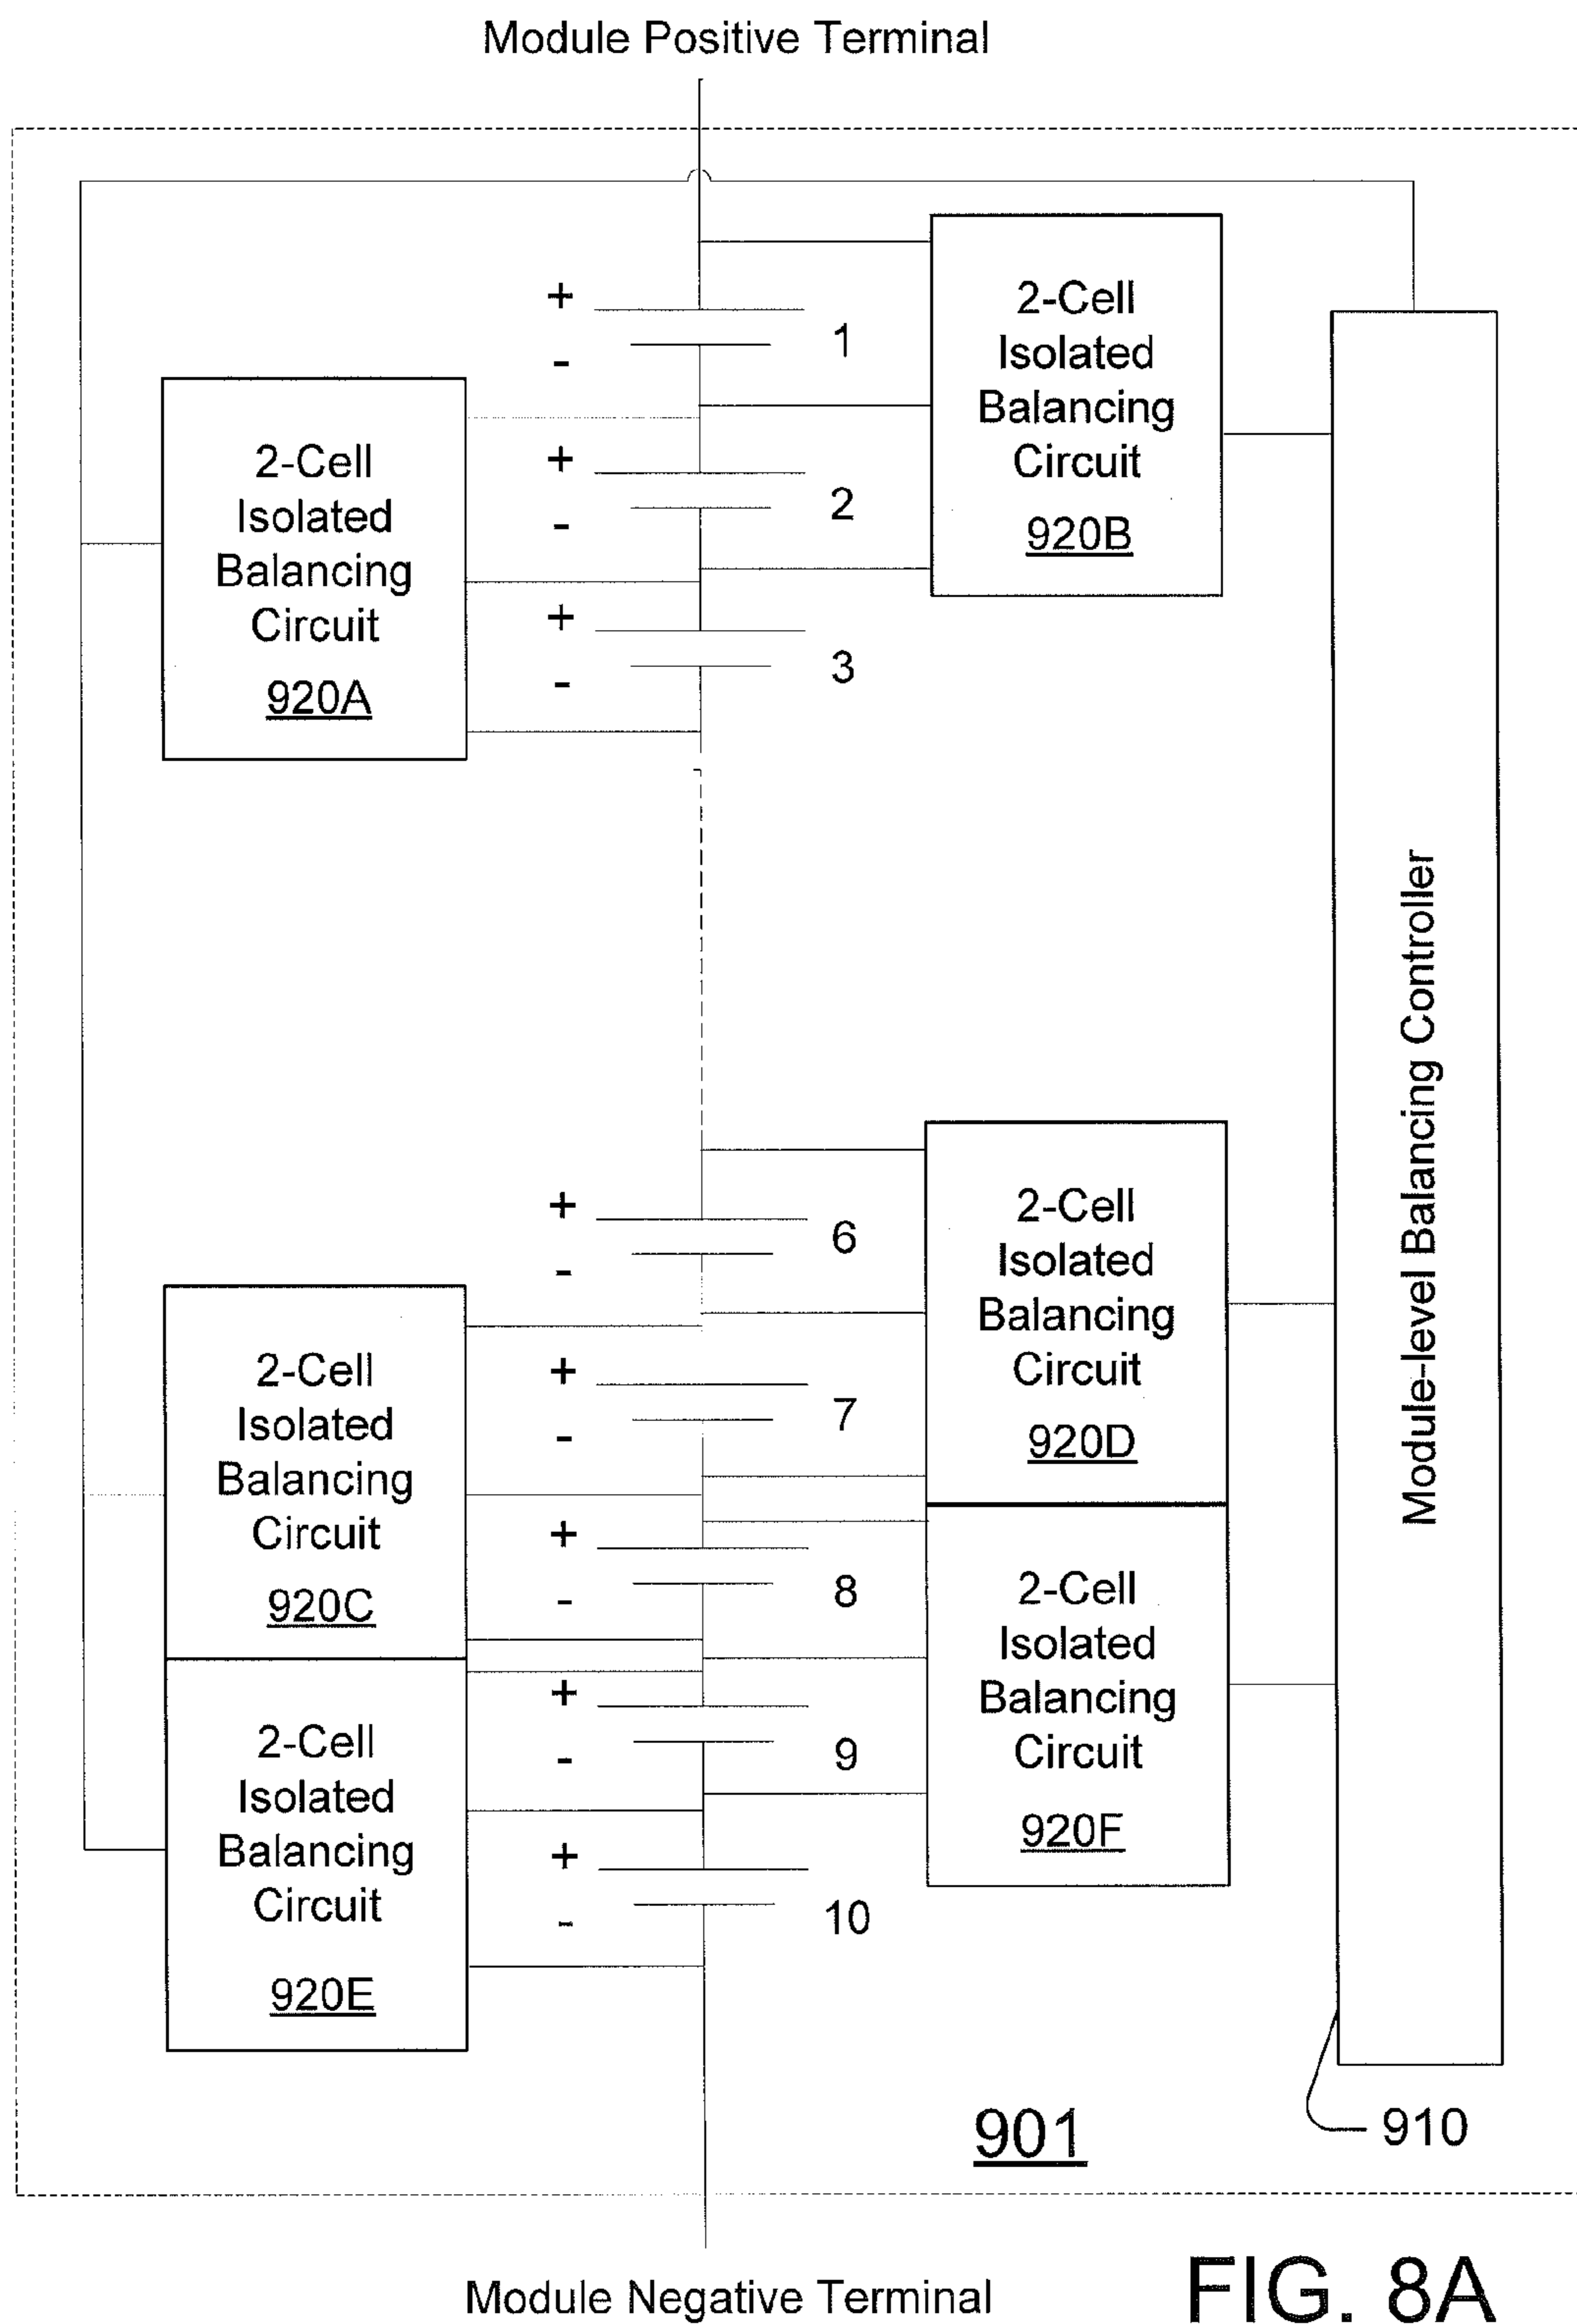 Module Positive Terminal
+
-
1
2-Cell
Isolated
Balancing
Circuit
920B
2-Cell
Isolated
Balancing
Circuit
920A
+
-
2
+
-
3
Module-level Balancing Controller
+
-
6
2-Cell
Isolated
Balancing
Circuit
920D
2-Cell
Isolated
Balancing
Circuit
920C
+
-
7
+
-
8
2-Cell
Isolated
Balancing
Circuit
920F
2-Cell
Isolated
Balancing
Circuit
920E
+
-
9
+
-
10
901
910
Module Negative Terminal
FIG. 8A